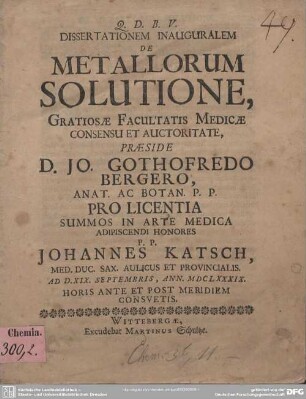 Q. D. B. V.
DISSERTATIONEM INAUGURALEM
DE
METALLORUM
SOLUTIONE,
GRATIOSÆ FACULTATIS MEDICÆ
CONSENSU ET AUCTORITATE,
PRÆSIDE
D. JO. GOTHOFREDO
BERGERO,
ANAT. AC BOTAN. P. P.
PRO LICENTIA
SUMMOS IN ARTE MEDICA
ADIPISCENDI HONORES
P. P.
JOHANNES KATSCH,
MED. DUC. SAX. AULICUS ET PROVINCIALIS.
AD D. XIX. SEPTEMBRIS, ANN. MDCLXXXIX.
HORIS ANTE ET POST MERIDIEM
CONSVETIS.
WITTEBERGÆ,
Excudebat MARTINUS Schultze.
Chemia.
300,2.